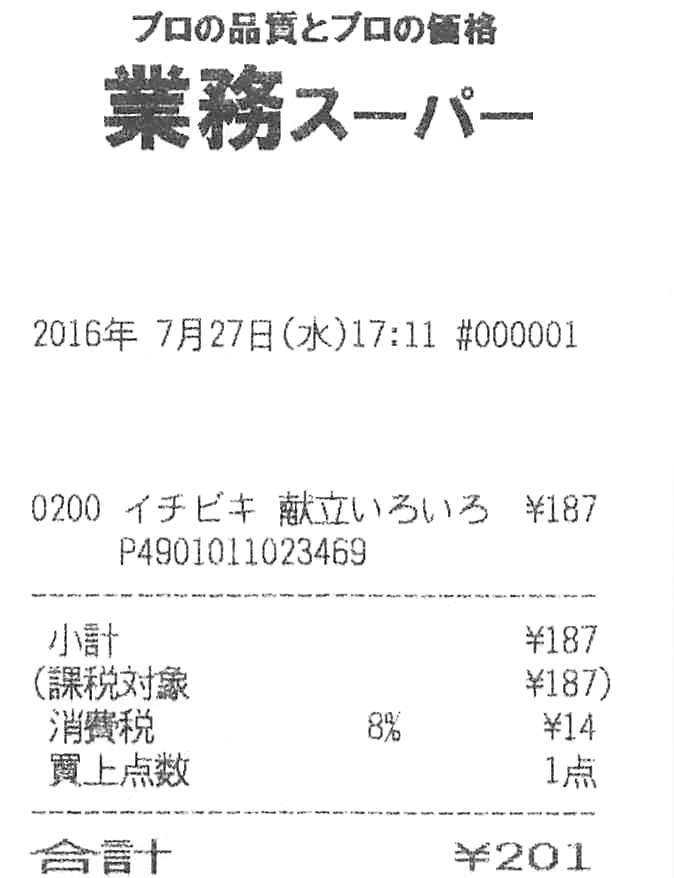 プロの品質とプロの価格
業務スーパー
2016年 7月27日(水)17:11 #000001
0200 イチビキ 献立いろいろ ¥187
P4901011023469
小計 ¥187
(課税対象 ¥187)
消費税 8% ¥14
買上点数 1点
合計 ¥201